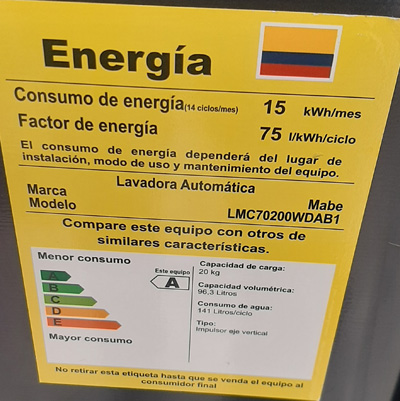 Energía
Consumo de energía(14 ciclos/mes) 15 kWh/mes
Factor de energía 75 l/kWh/ciclo
El consumo de energía dependerá del lugar de
instalación, modo de uso y mantenimiento del equipo.
Lavadora Automática
Marca Mabe
Modelo LMC70200WDAB1
Compare este equipo con otros de
similares características.
Menor consumo
A
B
C
D
E
Mayor consumo
Este equipo
A
Capacidad de carga:
20 kg
Capacidad volumétrica:
96,3 Litros
Consumo de agua:
141 Litros/ciclo
Tipo:
Impulsor eje vertical
No retirar esta etiqueta hasta que se venda el equipo al
consumidor final